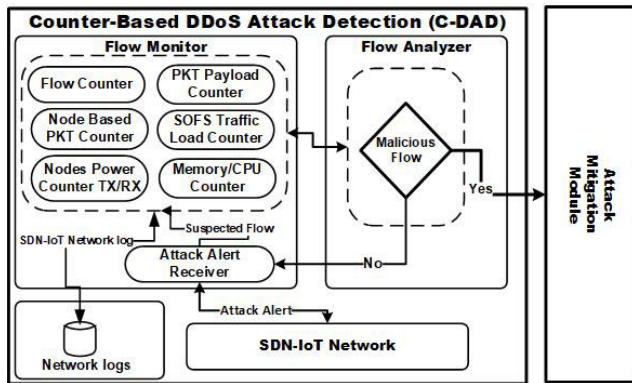 Counter-Based DDoS Attack Detection (C-DAD)
Flow Monitor
Flow Counter
PKT Payload
Counter
Node Based
PKT Counter
SOFS Traffic
Load Counter
Nodes Power
Counter TX/RX
Memory/CPU
Counter
Flow Analyzer
Malicious
Flow
Yes
No
Attack
Mitigation
Module
SDN-IoT Network log
Suspected Flow
Attack Alert
Receiver
Attack Alert
Network logs
SDN-IoT Network